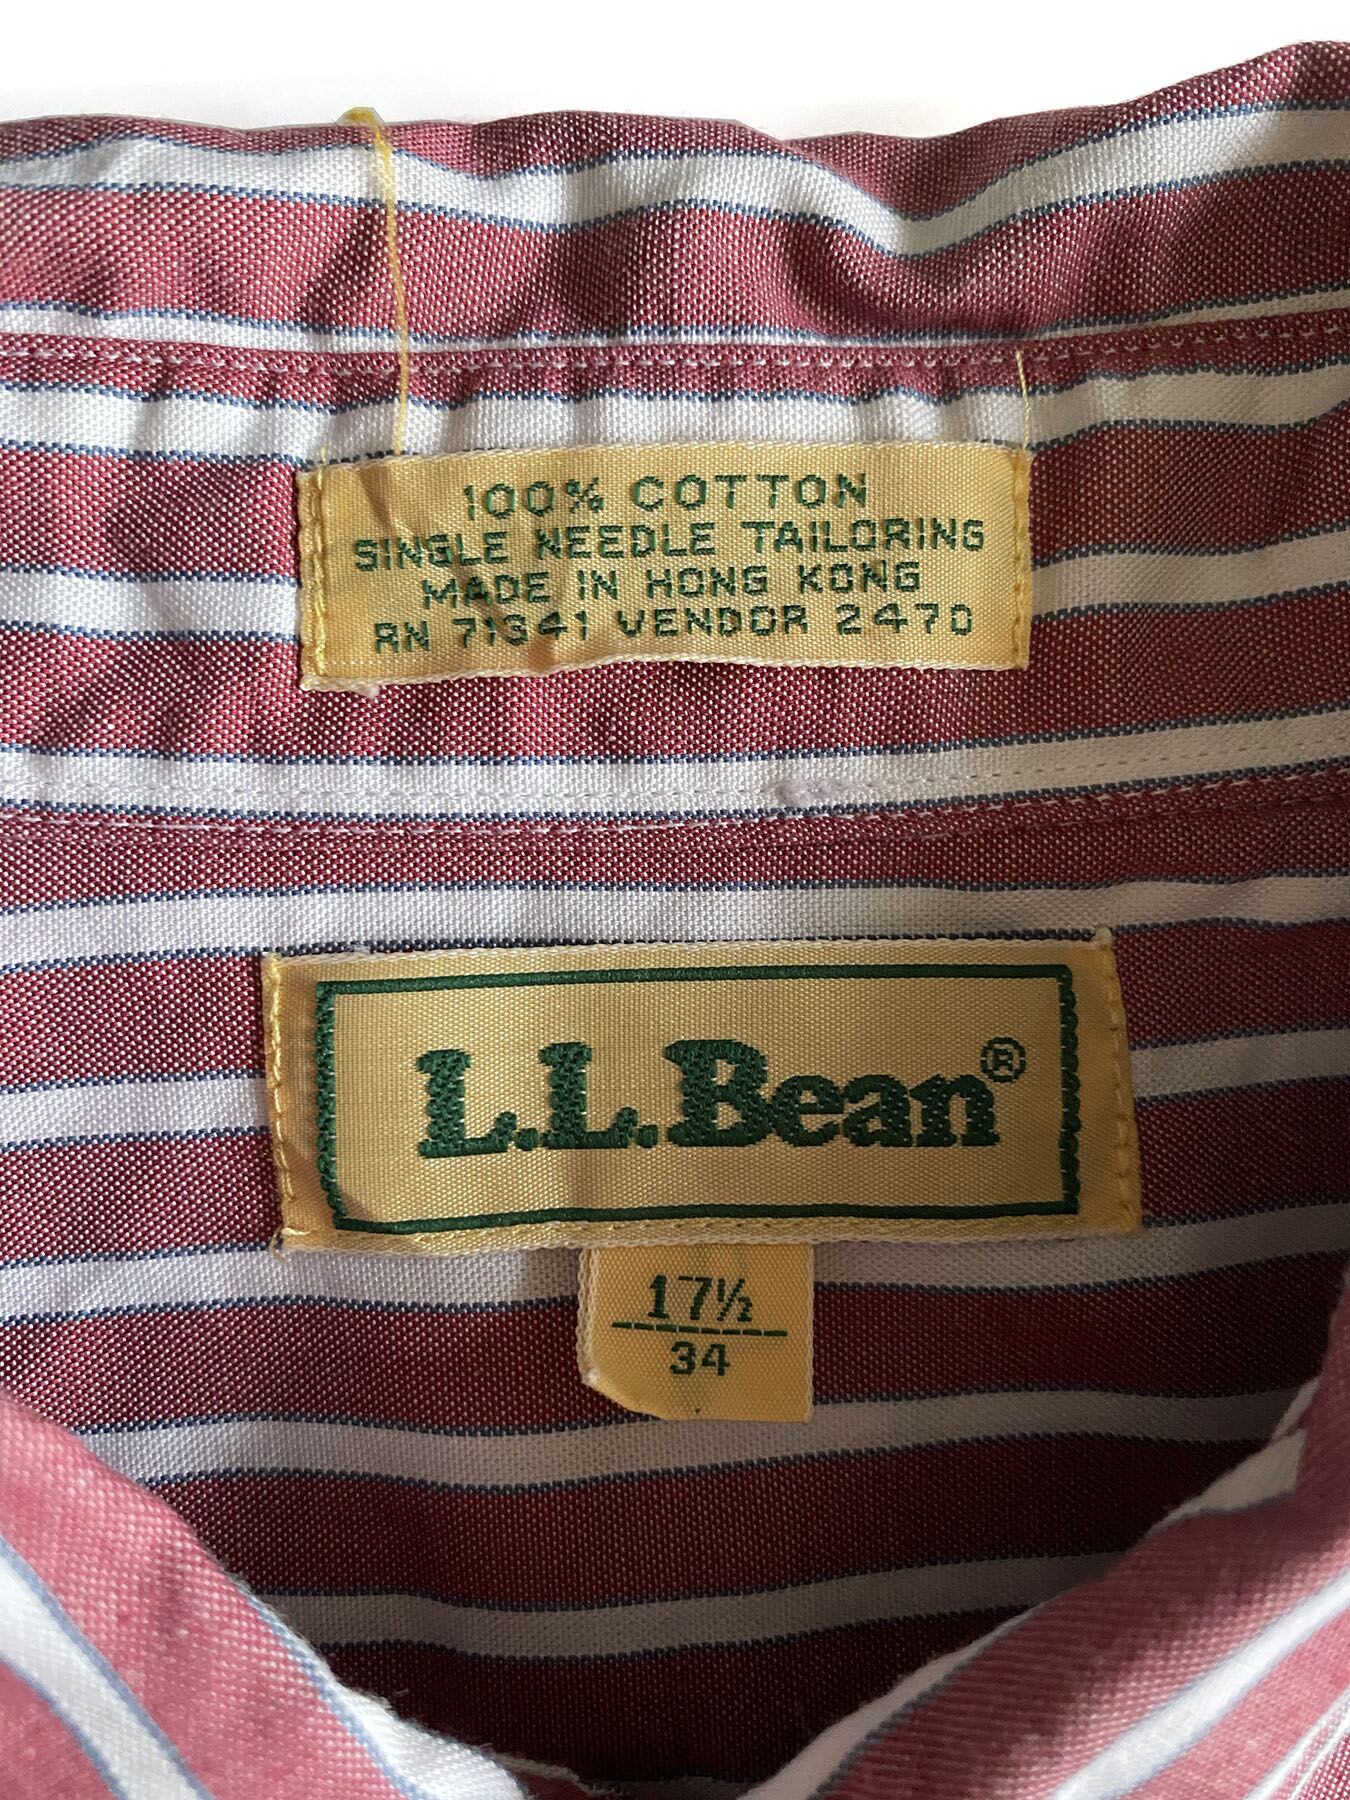 100% COTTON
SINGLE NEEDLE TAILORING
MADE IN HONG KONG
RN 71341 VENDOR 2470
L.L.Bean®
17½
34